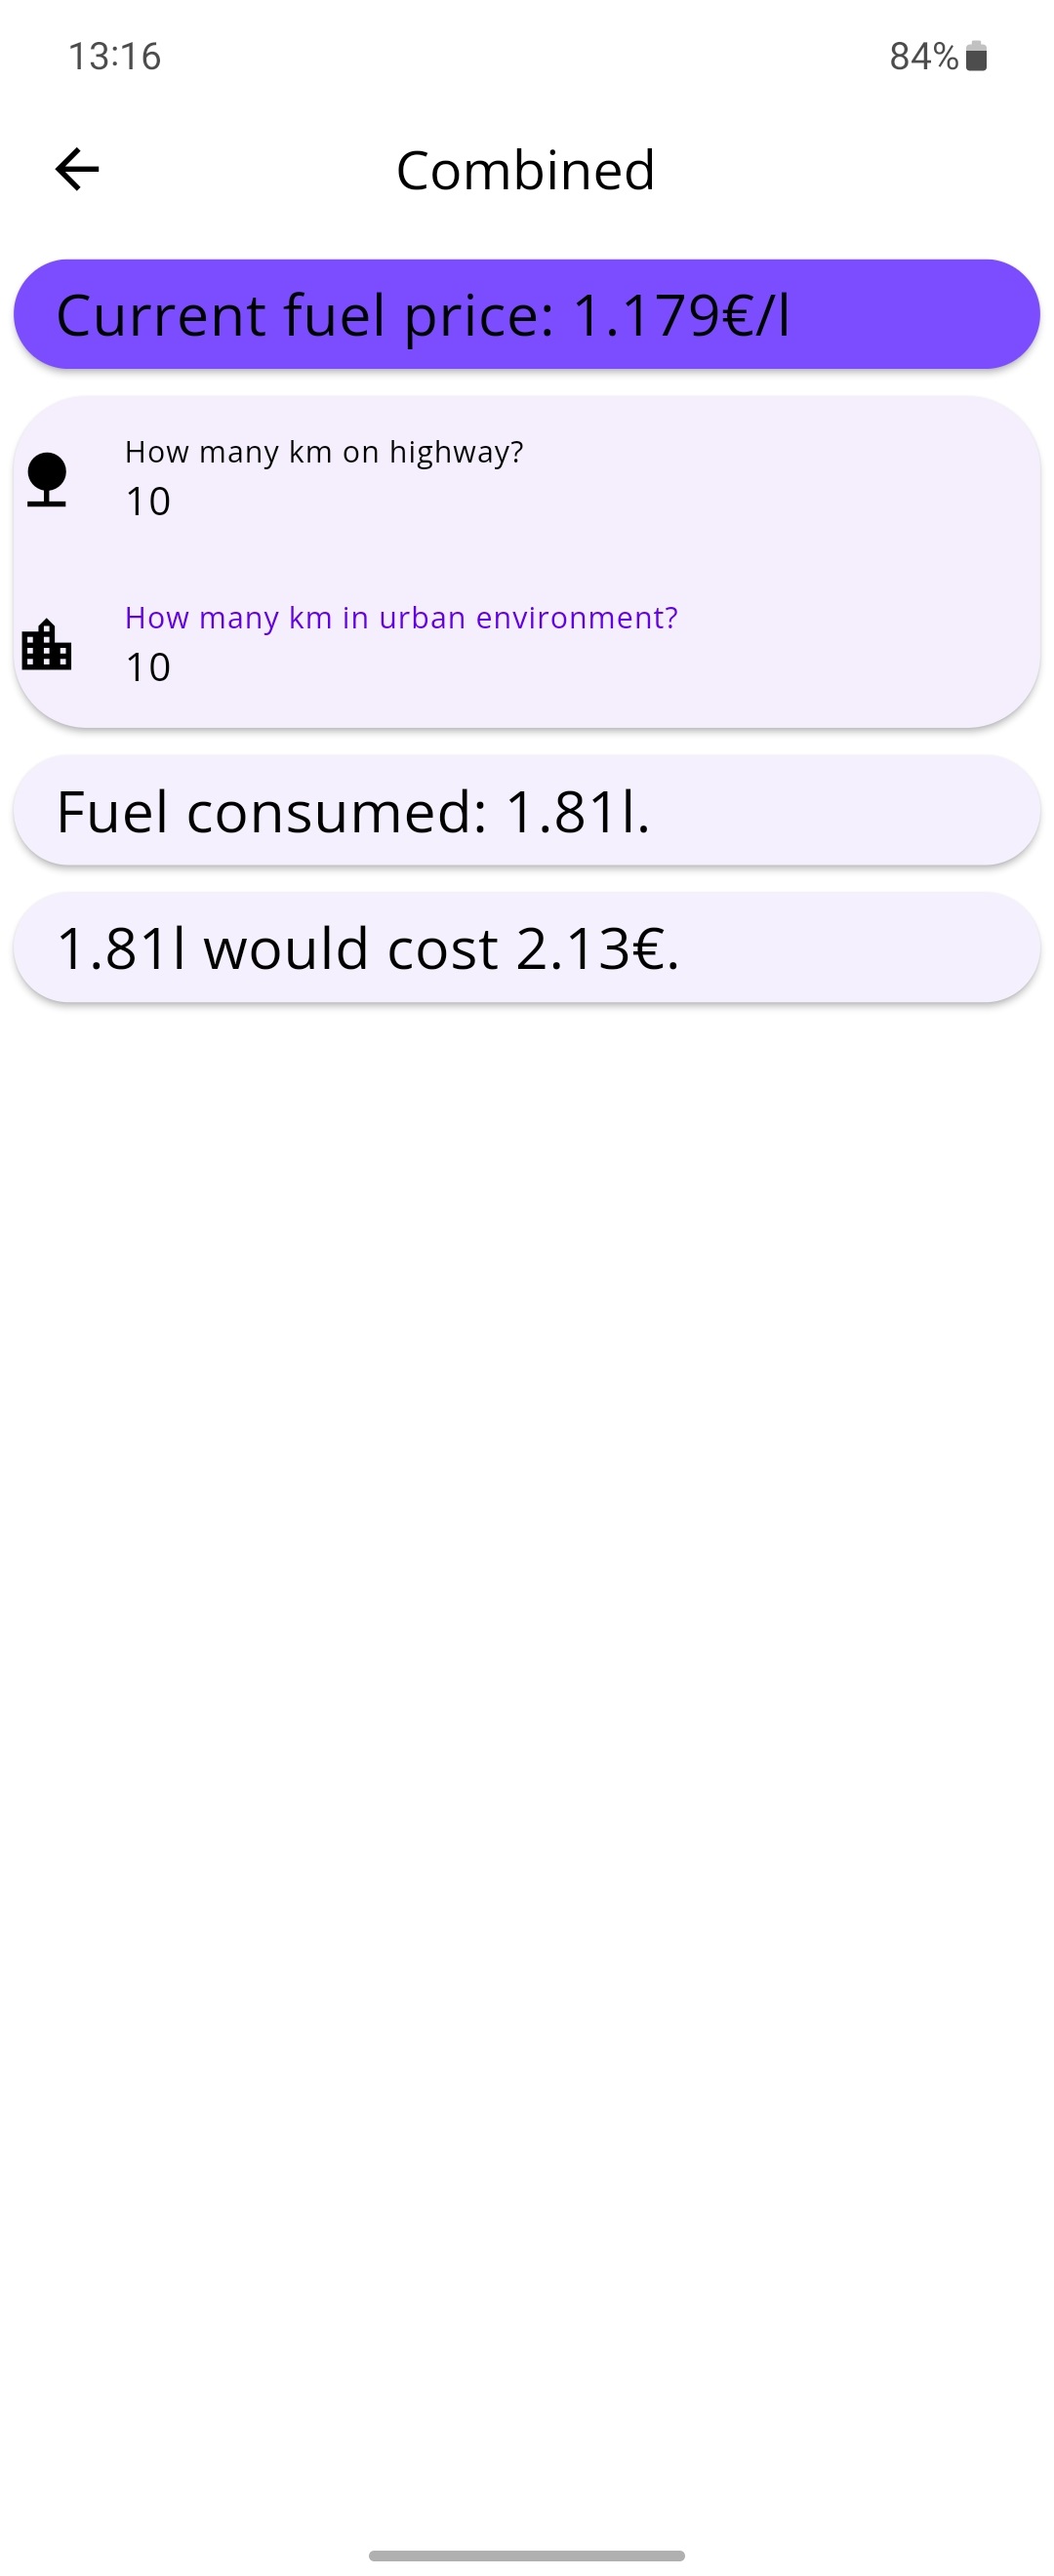 13:16
84%
Combined
Current fuel price: 1.179€/l
How many km on highway?
10
How many km in urban environment?
10
Fuel consumed: 1.81l.
1.81l would cost 2.13€.